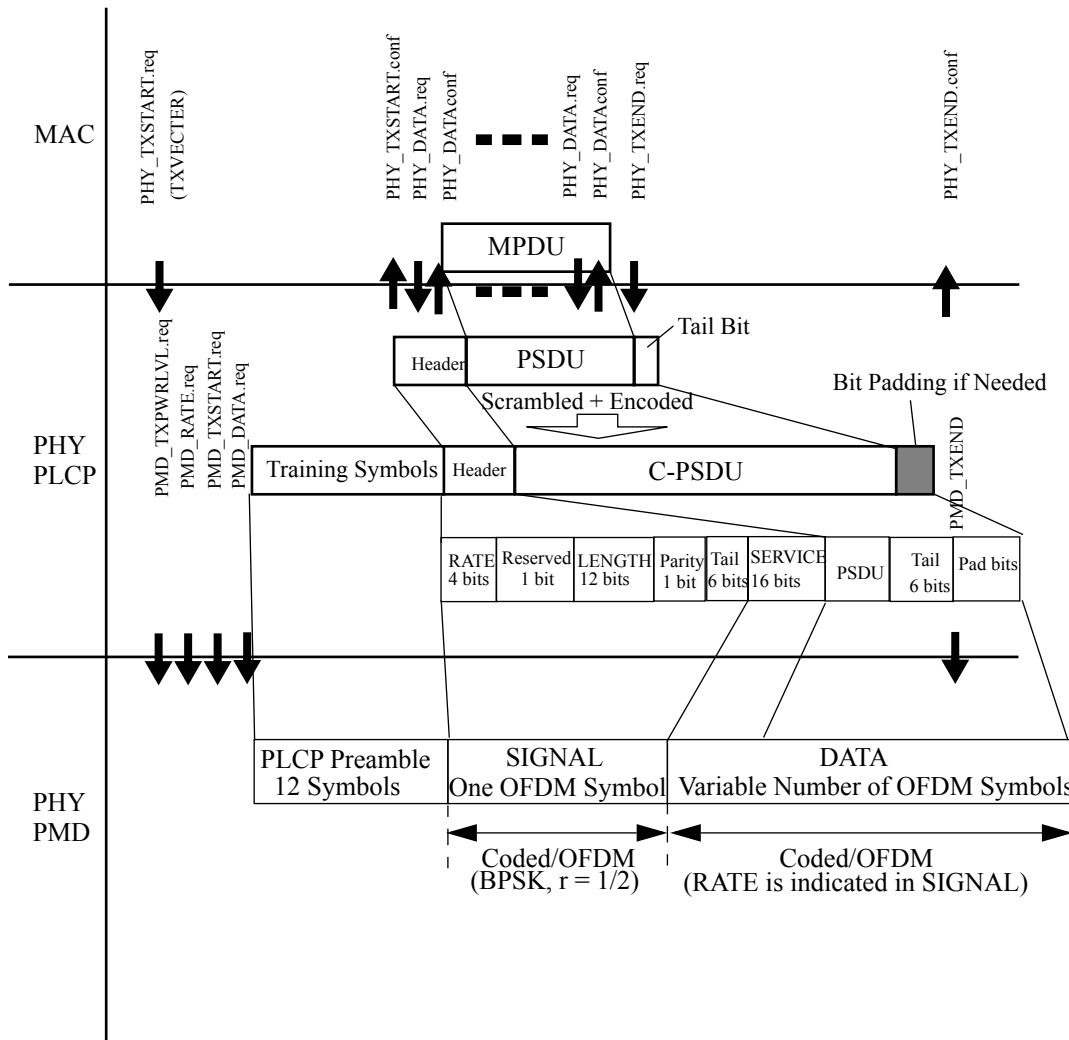 MAC
PHY_TXSTART.req
(TXVECTER)
PHY_TXSTART.conf
PHY_DATA.req
PHY_DATAconf
PHY_DATA.req
PHY_DATAconf
PHY_TXEND.req
PHY_TXEND.conf
MPDU
PHY
PLCP
PMD_TXPWRLVL.req
PMD_RATE.req
PMD_TXSTART.req
PMD_DATA.req
Tail Bit
Header
PSDU
Bit Padding if Needed
Scrambled + Encoded
Training Symbols
Header
C-PSDU
PMD_TXEND
RATE
4 bits
Reserved
1 bit
LENGTH
12 bits
Parity
1 bit
Tail
6 bits
SERVICE
16 bits
PSDU
Tail
6 bits
Pad bits
PHY
PMD
PLCP Preamble
12 Symbols
SIGNAL
One OFDM Symbol
DATA
Variable Number of OFDM Symbols
Coded/OFDM
(BPSK, r = 1/2)
Coded/OFDM
(RATE is indicated in SIGNAL)